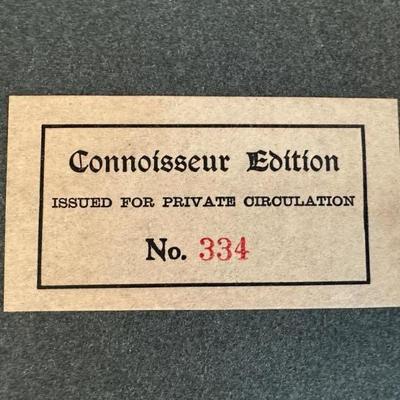 Connoisseur Edition
ISSUED FOR PRIVATE CIRCULATION
No. 334